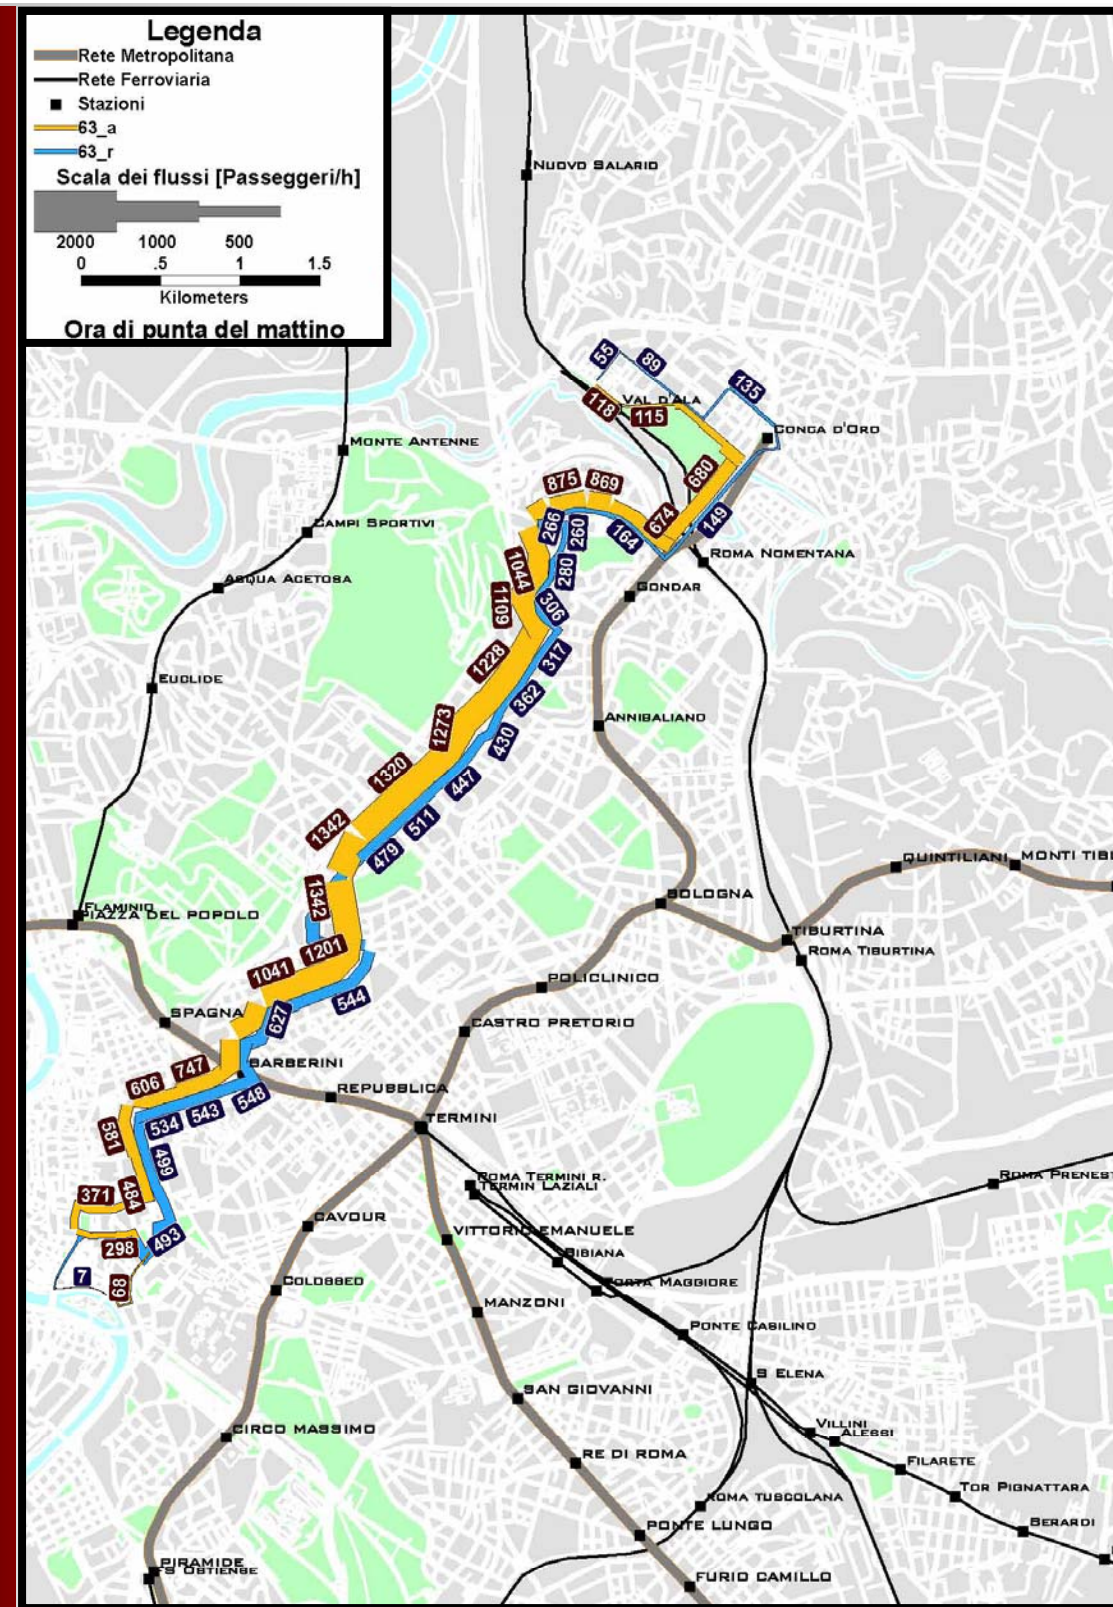 Legenda
Rete Metropolitana
Rete Ferroviaria
Stazioni
63_a
63_r
Scala dei flussi [Passeggeri/h]
2000 1000 500
0 .5 1 1.5
Kilometers
Ora di punta del mattino
NUOVO SALARIO
55
89
135
118
VAL D'ALA
115
CONCA D'ORO
MONTE ANTENNE
680
875
869
674
149
CAMPI SPORTIVI
266
260
164
ROMA NOMENTANA
1044
280
ACQUA ACETOSA
GONDAR
1109
306
317
1228
EUCLIDE
362
ANNIBALIANO
1273
430
1320
447
1342
511
479
QUINTILIANI
MONTI TIB
1342
BOLOGNA
FLAMINIO
PIAZZA DEL POPOLO
TIBURTINA
ROMA TIBURTINA
1201
1041
POLICLINICO
544
SPAGNA
627
CASTRO PRETORIO
BARBERINI
747
606
REPUBBLICA
548
543
534
TERMINI
581
499
ROMA TERMINI R.
TERMIN LAZIALI
ROMA PRENEST
371
484
CAVOUR
VITTORIO EMANUELE
493
298
BIBIANA
7
68
COLOSSEO
PORTA MAGGIORE
MANZONI
PONTE CASILINO
S ELENA
SAN GIOVANNI
CIRCO MASSIMO
VILLINI
ALESSI
RE DI ROMA
FILARETE
TOR PIGNATTARA
ROMA TUSCOLANA
PONTE LUNGO
BERARDI
PIRAMIDE
FS OSTIENSE
FURIO CAMILLO